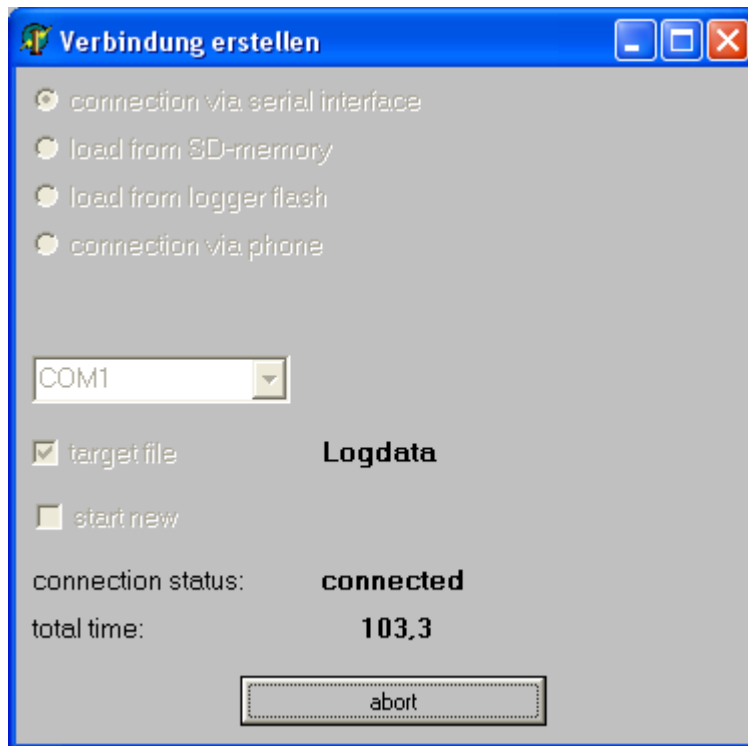 Verbindung erstellen
connection via serial interface
load from SD-memory
load from logger flash
connection via phone
COM1
target file Logdata
start new
connection status: connected
total time: 103,3
abort